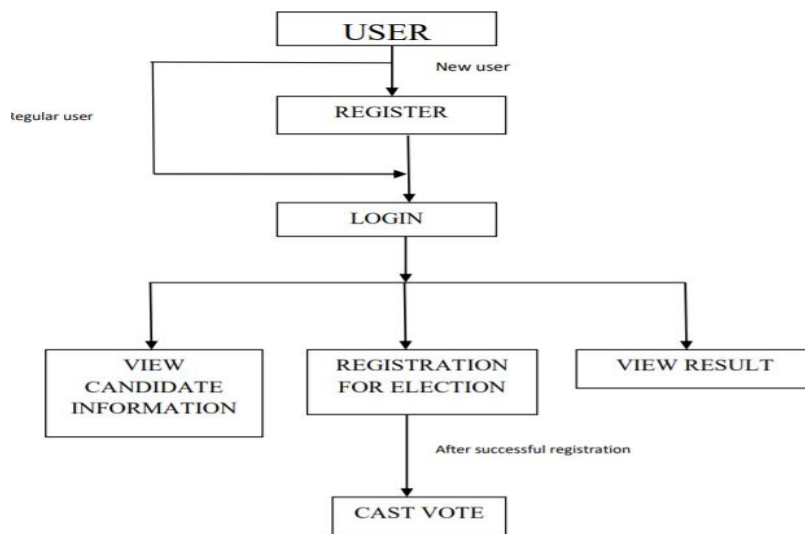 USER
New user
REGISTER
Regular user
LOGIN
VIEW
CANDIDATE
INFORMATION
REGISTRATION
FOR ELECTION
VIEW RESULT
After successful registration
CAST VOTE